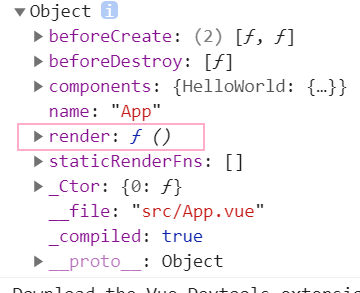 ▼Object i
▶beforeCreate: (2) [ƒ, ƒ]
▶beforeDestroy: [ƒ]
▶components: {HelloWorld: {…}}
name: "App"
▶render: ƒ ()
▶staticRenderFns: []
▶_Ctor: {0: ƒ}
__file: "src/App.vue"
_compiled: true
▶__proto__: Object
Download the Vue Devtools extensi